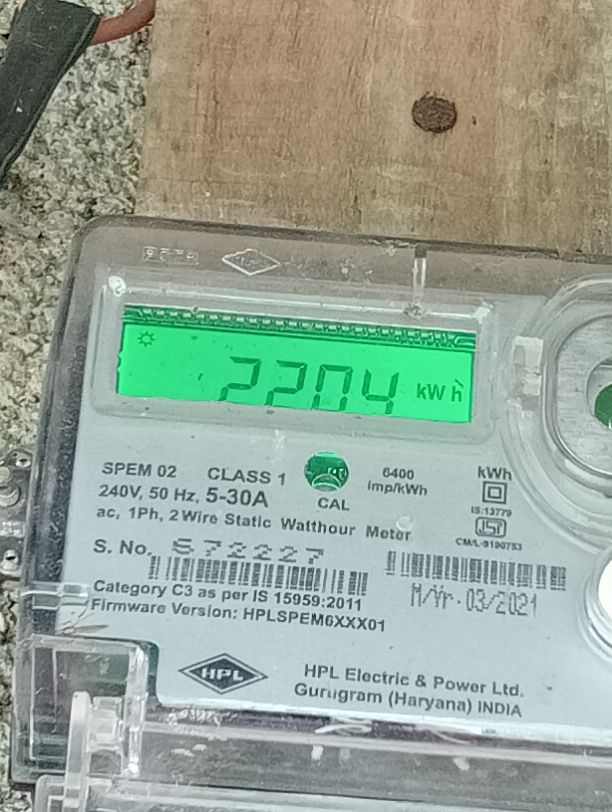 2204 kWh
SPEM 02 CLASS 1 6400 kWh
240V, 50 Hz, 5-30A CAL imp/kWh
IS:13779
ac, 1Ph, 2 Wire Static Watthour Meter
CM/L-9190753
S. No. 572227
Category C3 as per IS 15959:2011 M/Yr. 03/2021
Firmware Version: HPLSPEM6XXX01
HPL HPL Electric & Power Ltd.
Gurugram (Haryana) INDIA